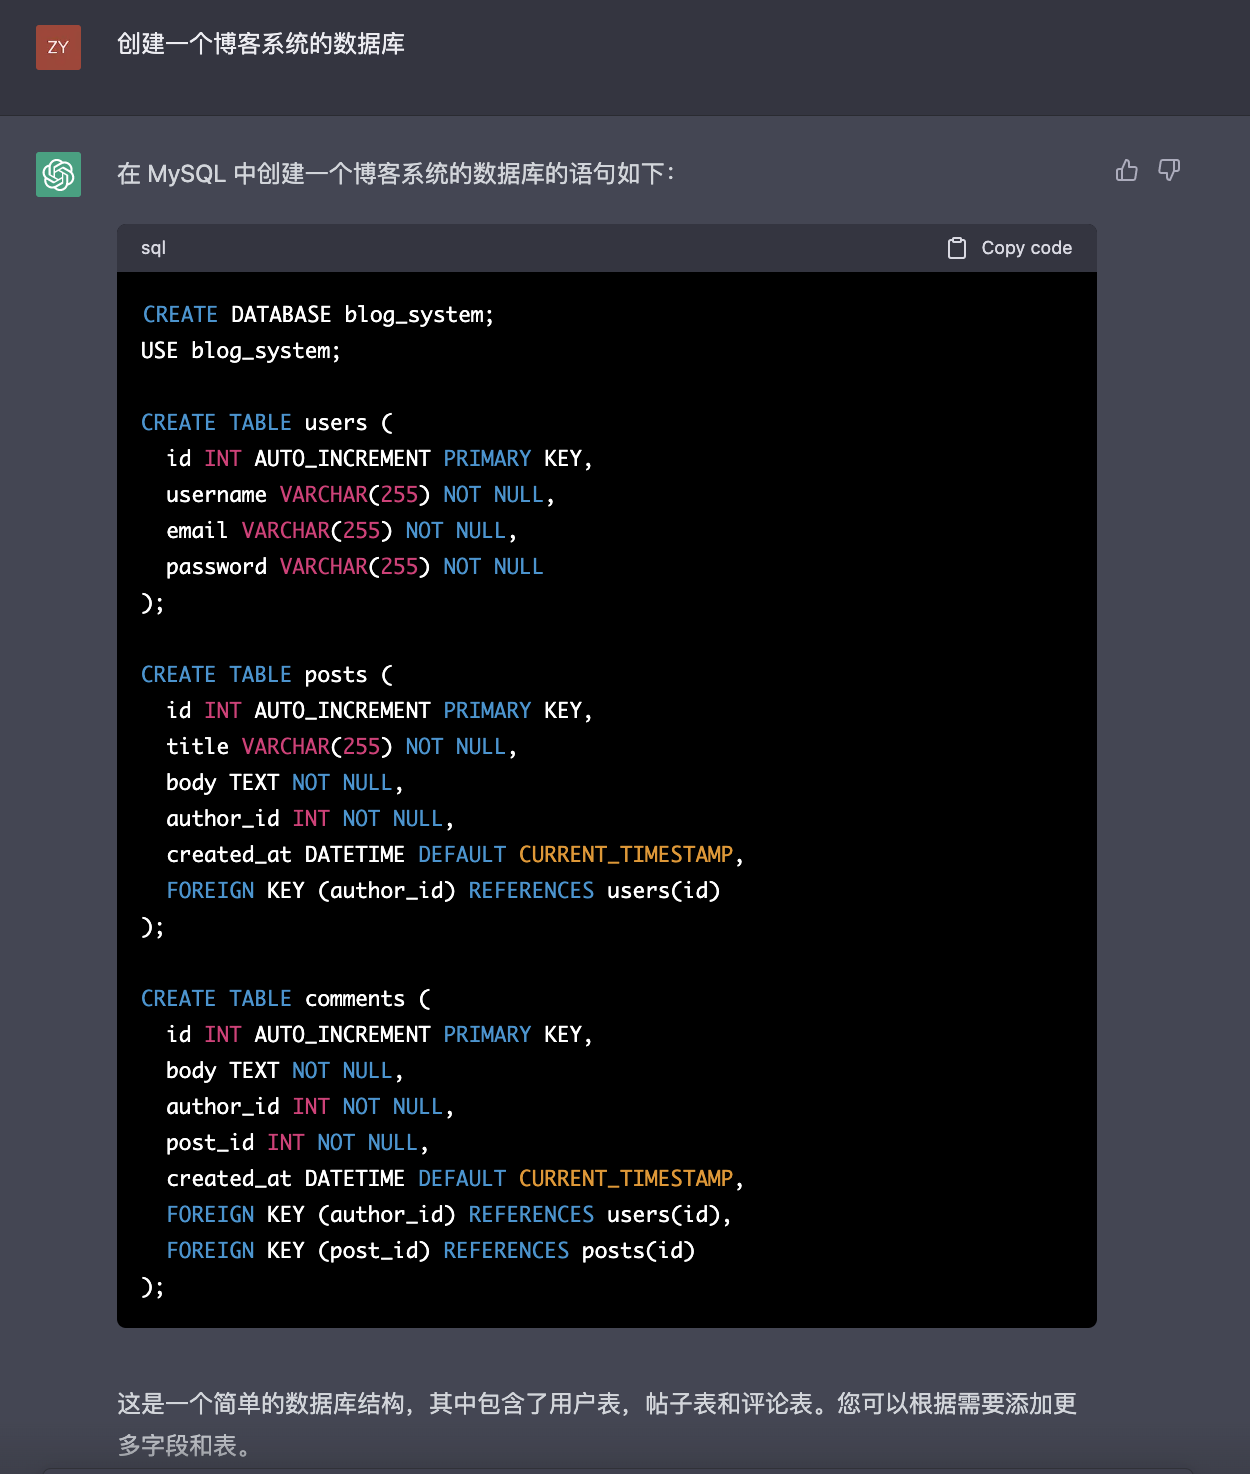 ZY
创建一个博客系统的数据库
在 MySQL 中创建一个博客系统的数据库的语句如下：
sql
Copy code
CREATE DATABASE blog_system;
USE blog_system;
CREATE TABLE users (
  id INT AUTO_INCREMENT PRIMARY KEY,
  username VARCHAR(255) NOT NULL,
  email VARCHAR(255) NOT NULL,
  password VARCHAR(255) NOT NULL
);
CREATE TABLE posts (
  id INT AUTO_INCREMENT PRIMARY KEY,
  title VARCHAR(255) NOT NULL,
  body TEXT NOT NULL,
  author_id INT NOT NULL,
  created_at DATETIME DEFAULT CURRENT_TIMESTAMP,
  FOREIGN KEY (author_id) REFERENCES users(id)
);
CREATE TABLE comments (
  id INT AUTO_INCREMENT PRIMARY KEY,
  body TEXT NOT NULL,
  author_id INT NOT NULL,
  post_id INT NOT NULL,
  created_at DATETIME DEFAULT CURRENT_TIMESTAMP,
  FOREIGN KEY (author_id) REFERENCES users(id),
  FOREIGN KEY (post_id) REFERENCES posts(id)
);
这是一个简单的数据库结构，其中包含了用户表，帖子表和评论表。您可以根据需要添加更
多字段和表。